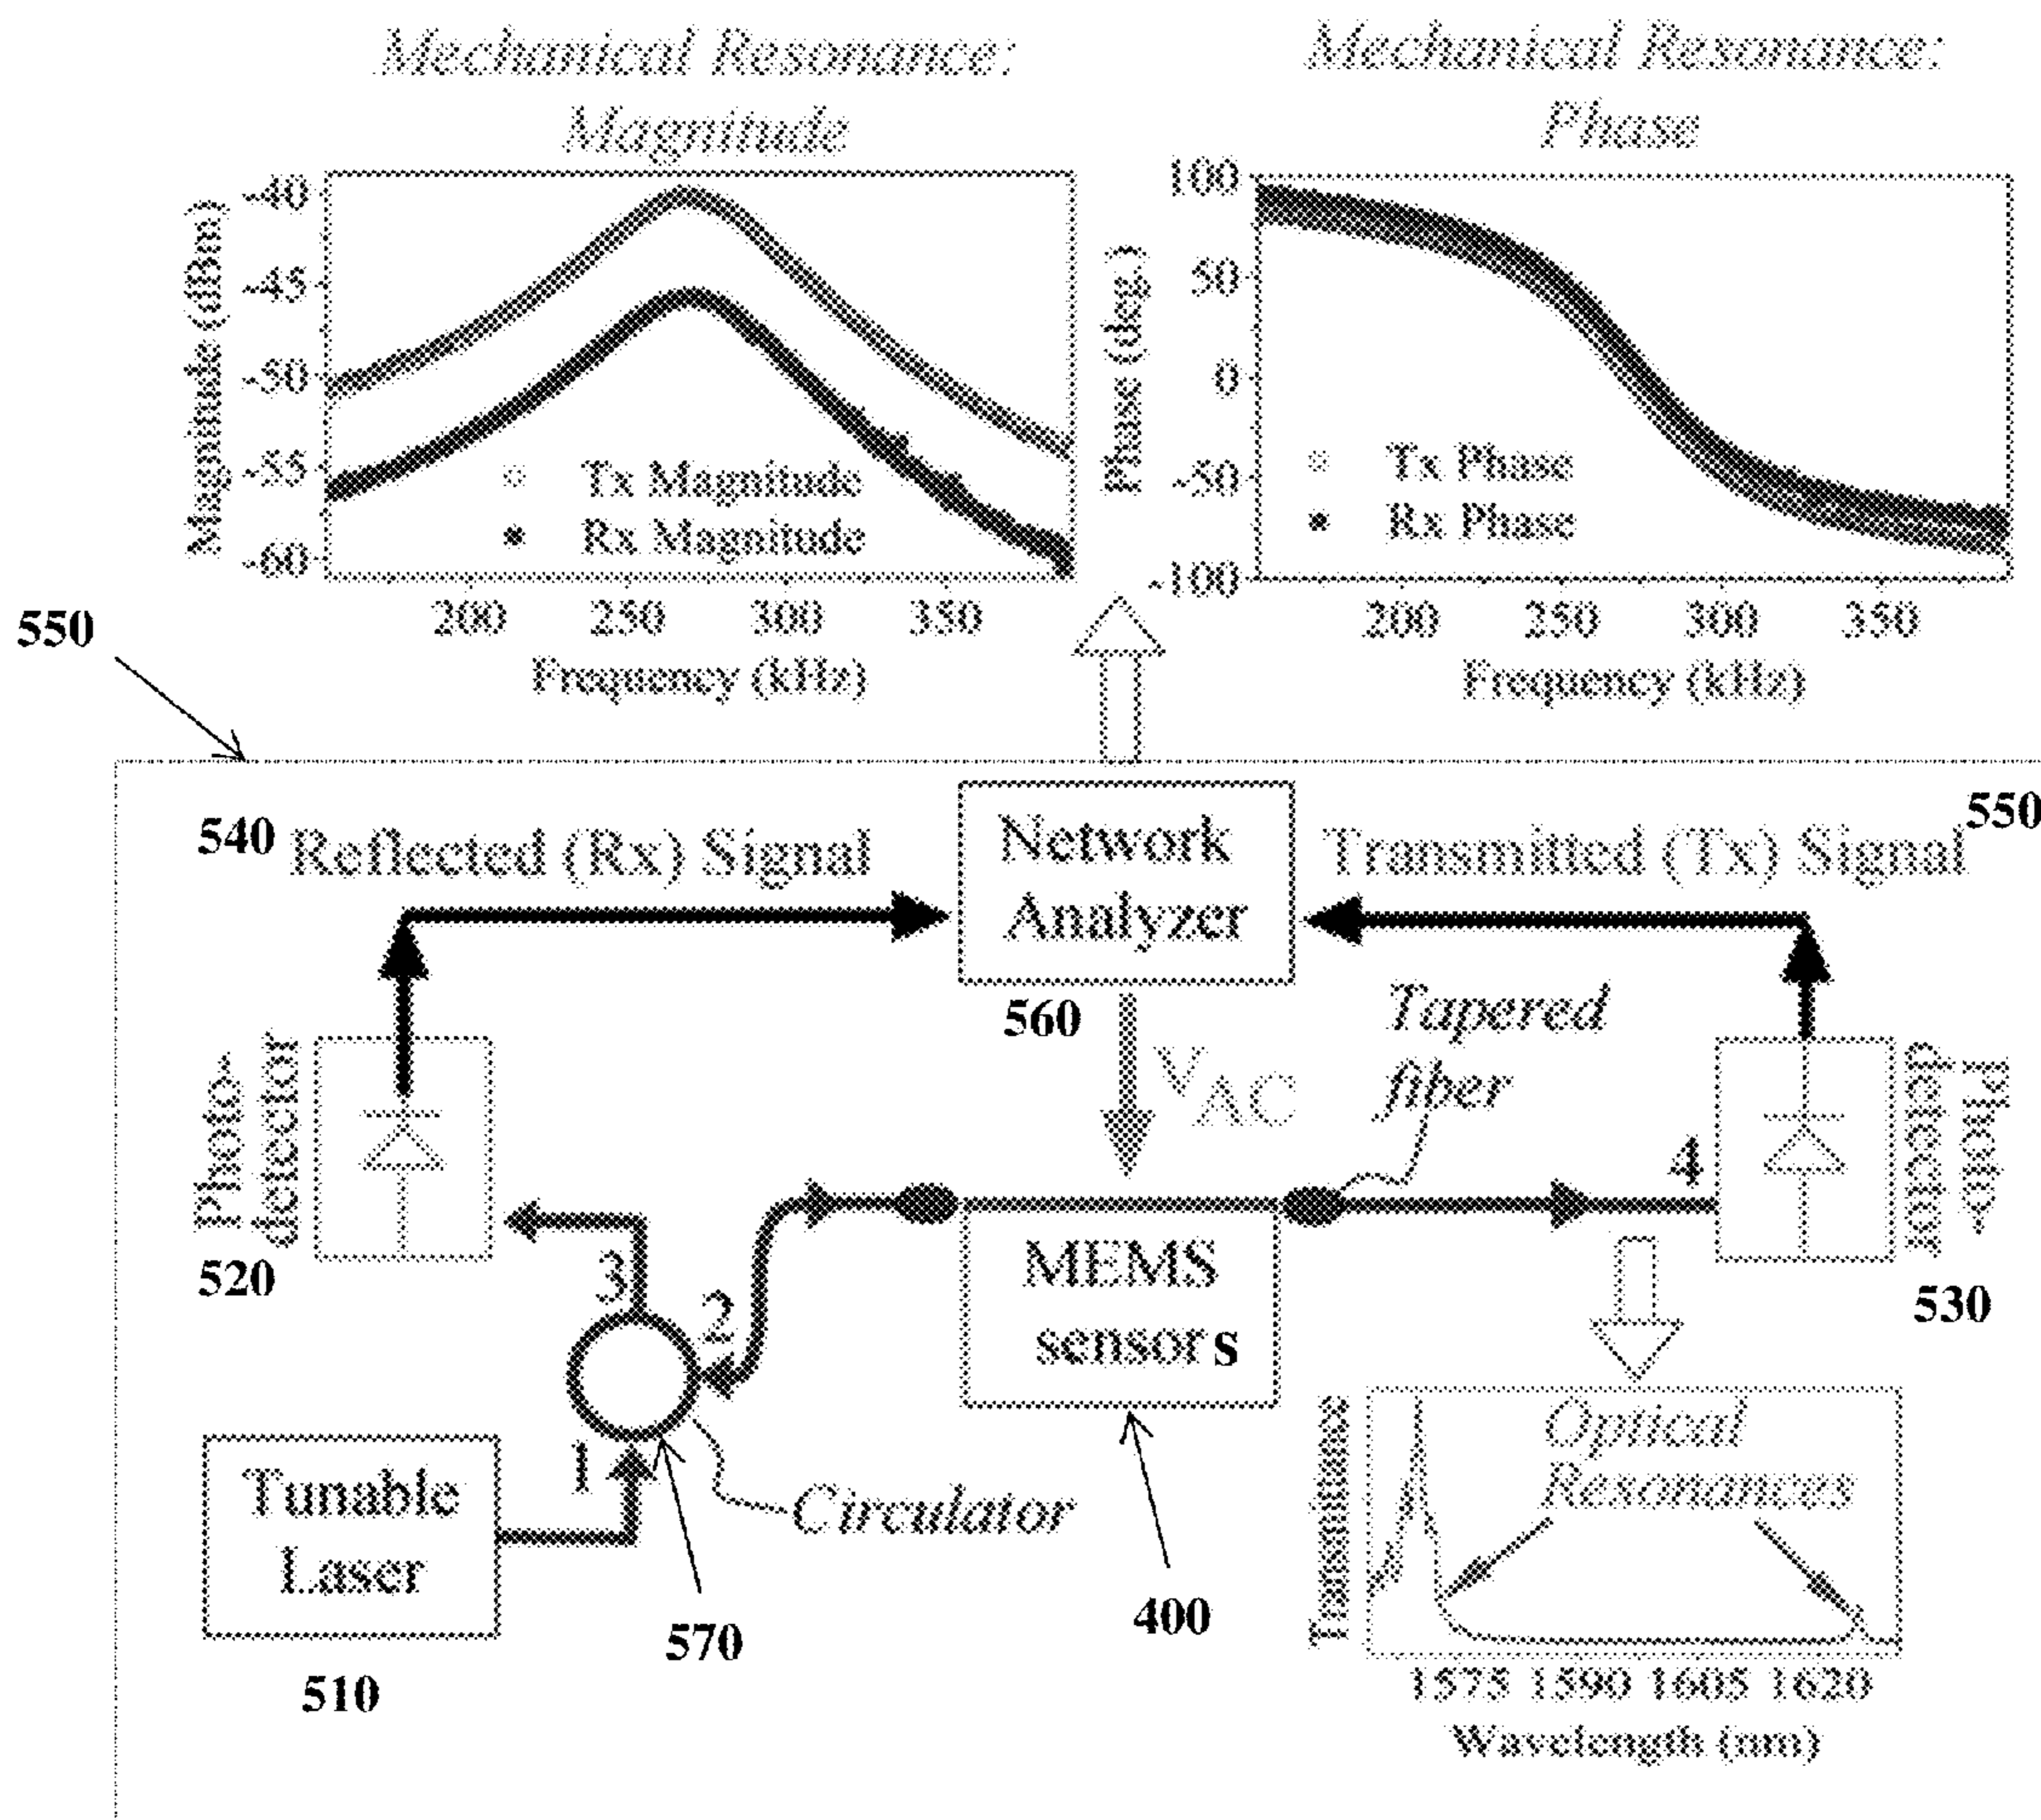 Mechanical Resonance:
Magnitude
Magnitude (dBm)
-40
-45
-50
-55
-60
Tx Magnitude
Rx Magnitude
200 250 300 350
Frequency (kHz)
Mechanical Resonance:
Phase
Phase (deg.)
100
50
0
-50
-100
Tx Phase
Rx Phase
200 250 300 350
Frequency (kHz)
550
540 Reflected (Rx) Signal
Network
Analyzer
560
Transmitted (Tx) Signal
550
Photo-
detector
520
VAC
Tapered
fiber
4
Photo-
detector
530
3
2
1
MEMS
sensors
400
Circulator
570
Tunable
Laser
510
Transmittance
Optical
Resonances
1575 1590 1605 1620
Wavelength (nm)